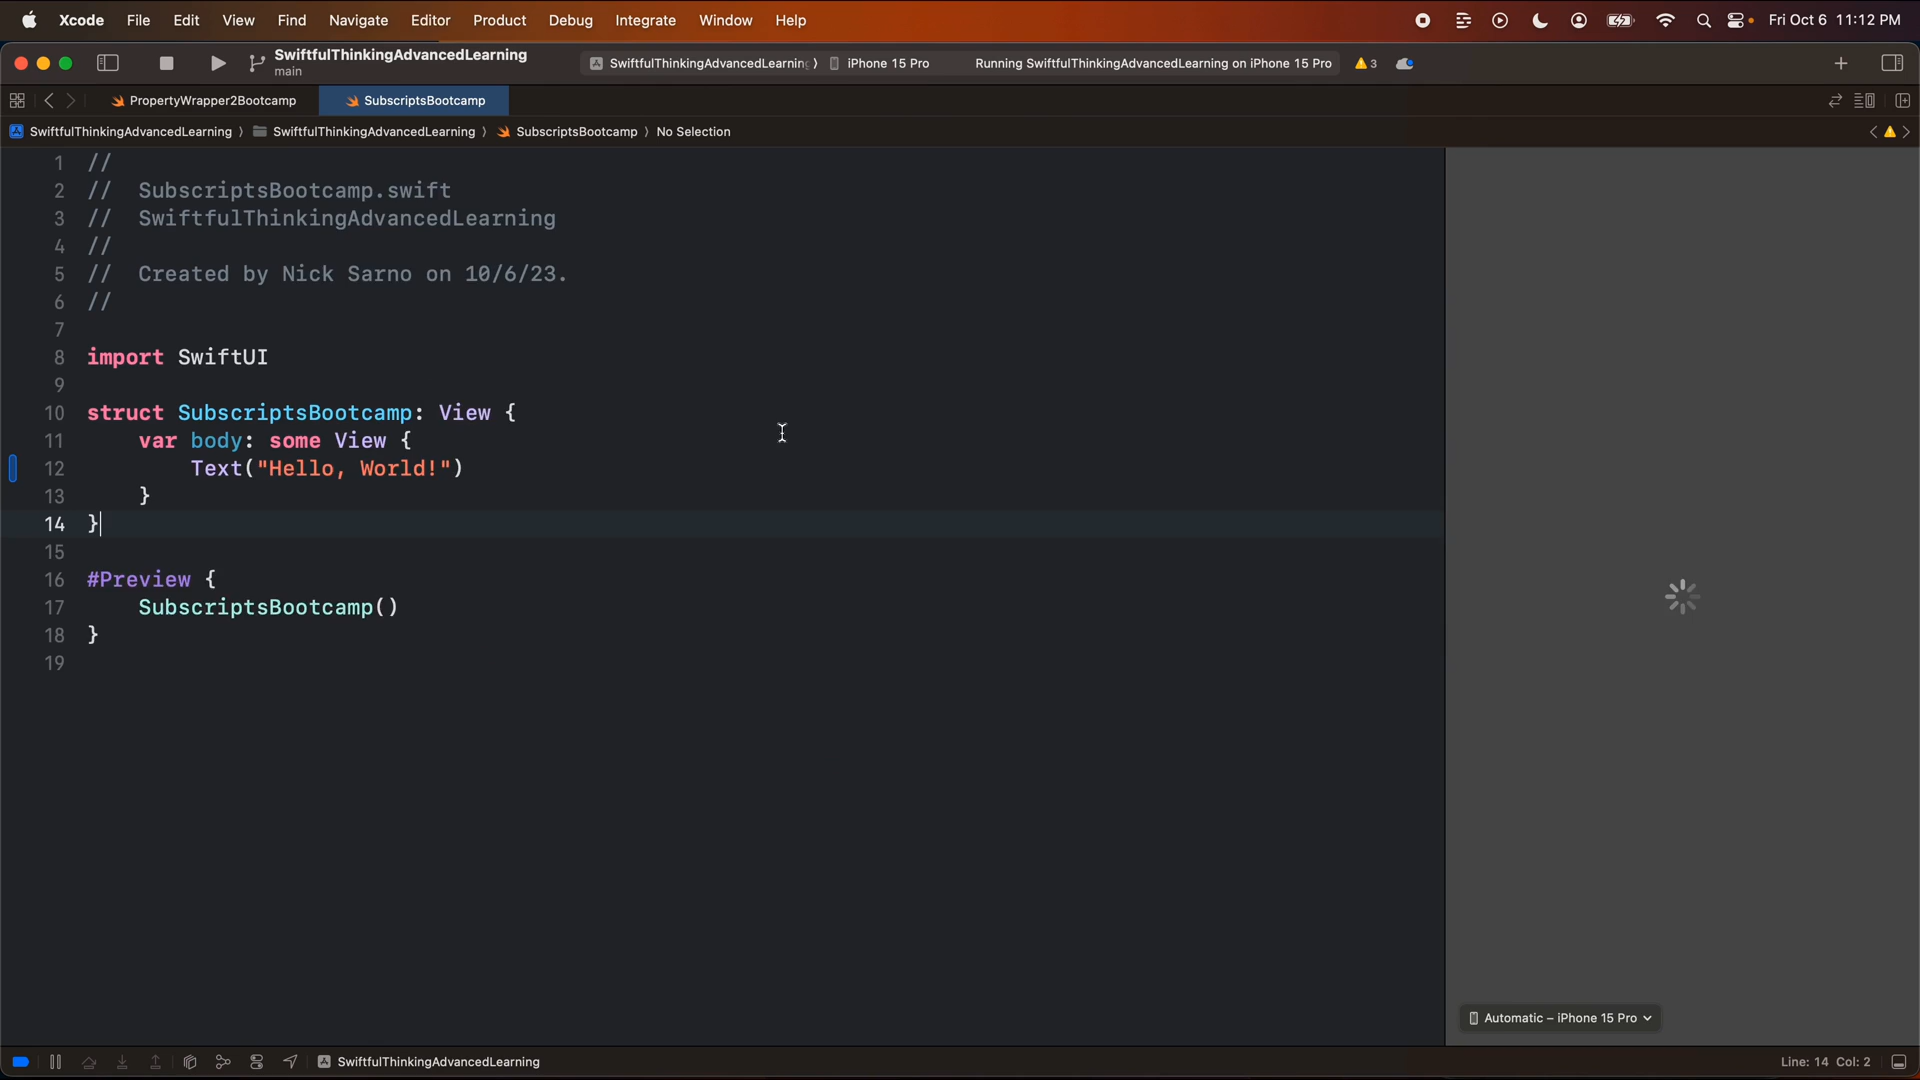 Xcode File Edit View Find Navigate Editor Product Debug Integrate Window Help Fri Oct 6 11:12 PM
SwiftfulThinkingAdvancedLearning
main
SwiftfulThinkingAdvancedLearning 〉 iPhone 15 Pro Running SwiftfulThinkingAdvancedLearning on iPhone 15 Pro 3
PropertyWrapper2Bootcamp SubscriptsBootcamp
SwiftfulThinkingAdvancedLearning 〉 SwiftfulThinkingAdvancedLearning 〉 SubscriptsBootcamp 〉 No Selection
1 //
2 //  SubscriptsBootcamp.swift
3 //  SwiftfulThinkingAdvancedLearning
4 //
5 //  Created by Nick Sarno on 10/6/23.
6 //
7
8 import SwiftUI
9
10 struct SubscriptsBootcamp: View {
11     var body: some View {
12         Text("Hello, World!")
13     }
14 }
15
16 #Preview {
17     SubscriptsBootcamp()
18 }
19
Automatic – iPhone 15 Pro
SwiftfulThinkingAdvancedLearning Line: 14 Col: 2